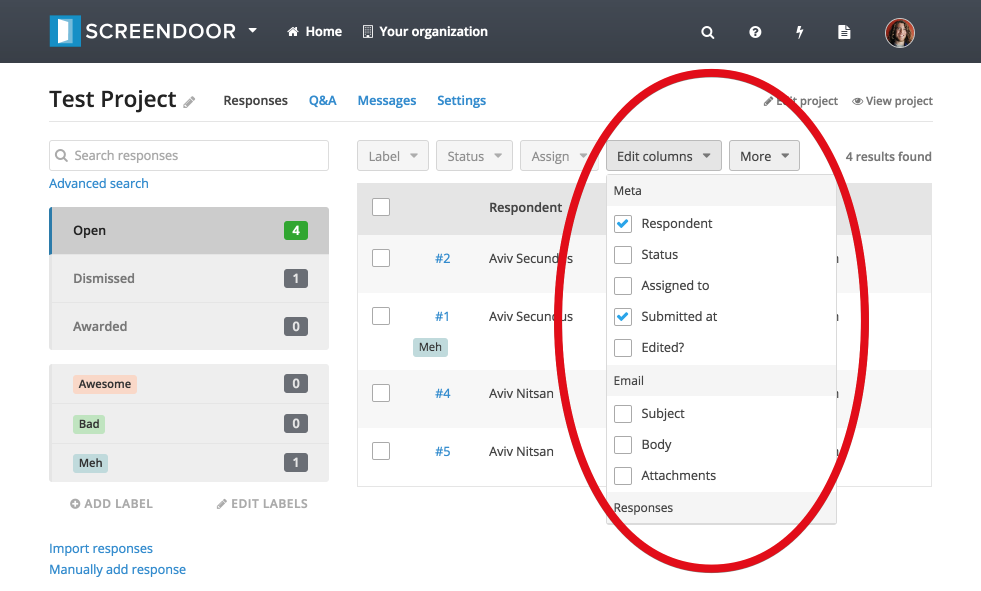 SCREENDOOR Home Your organization
Test Project Responses Q&A Messages Settings Edit project View project
Search responses Label Status Assign Edit columns More 4 results found
Advanced search
Meta
Respondent
Open 4
Respondent
Status
Dismissed 1
#2 Aviv Secundus
Assigned to
Awarded 0
#1 Aviv Secundus
Submitted at
Meh
Edited?
Awesome 0
Email
#4 Aviv Nitsan
Subject
Bad 0
Body
#5 Aviv Nitsan
Meh 1
Attachments
ADD LABEL EDIT LABELS
Responses
Import responses
Manually add response